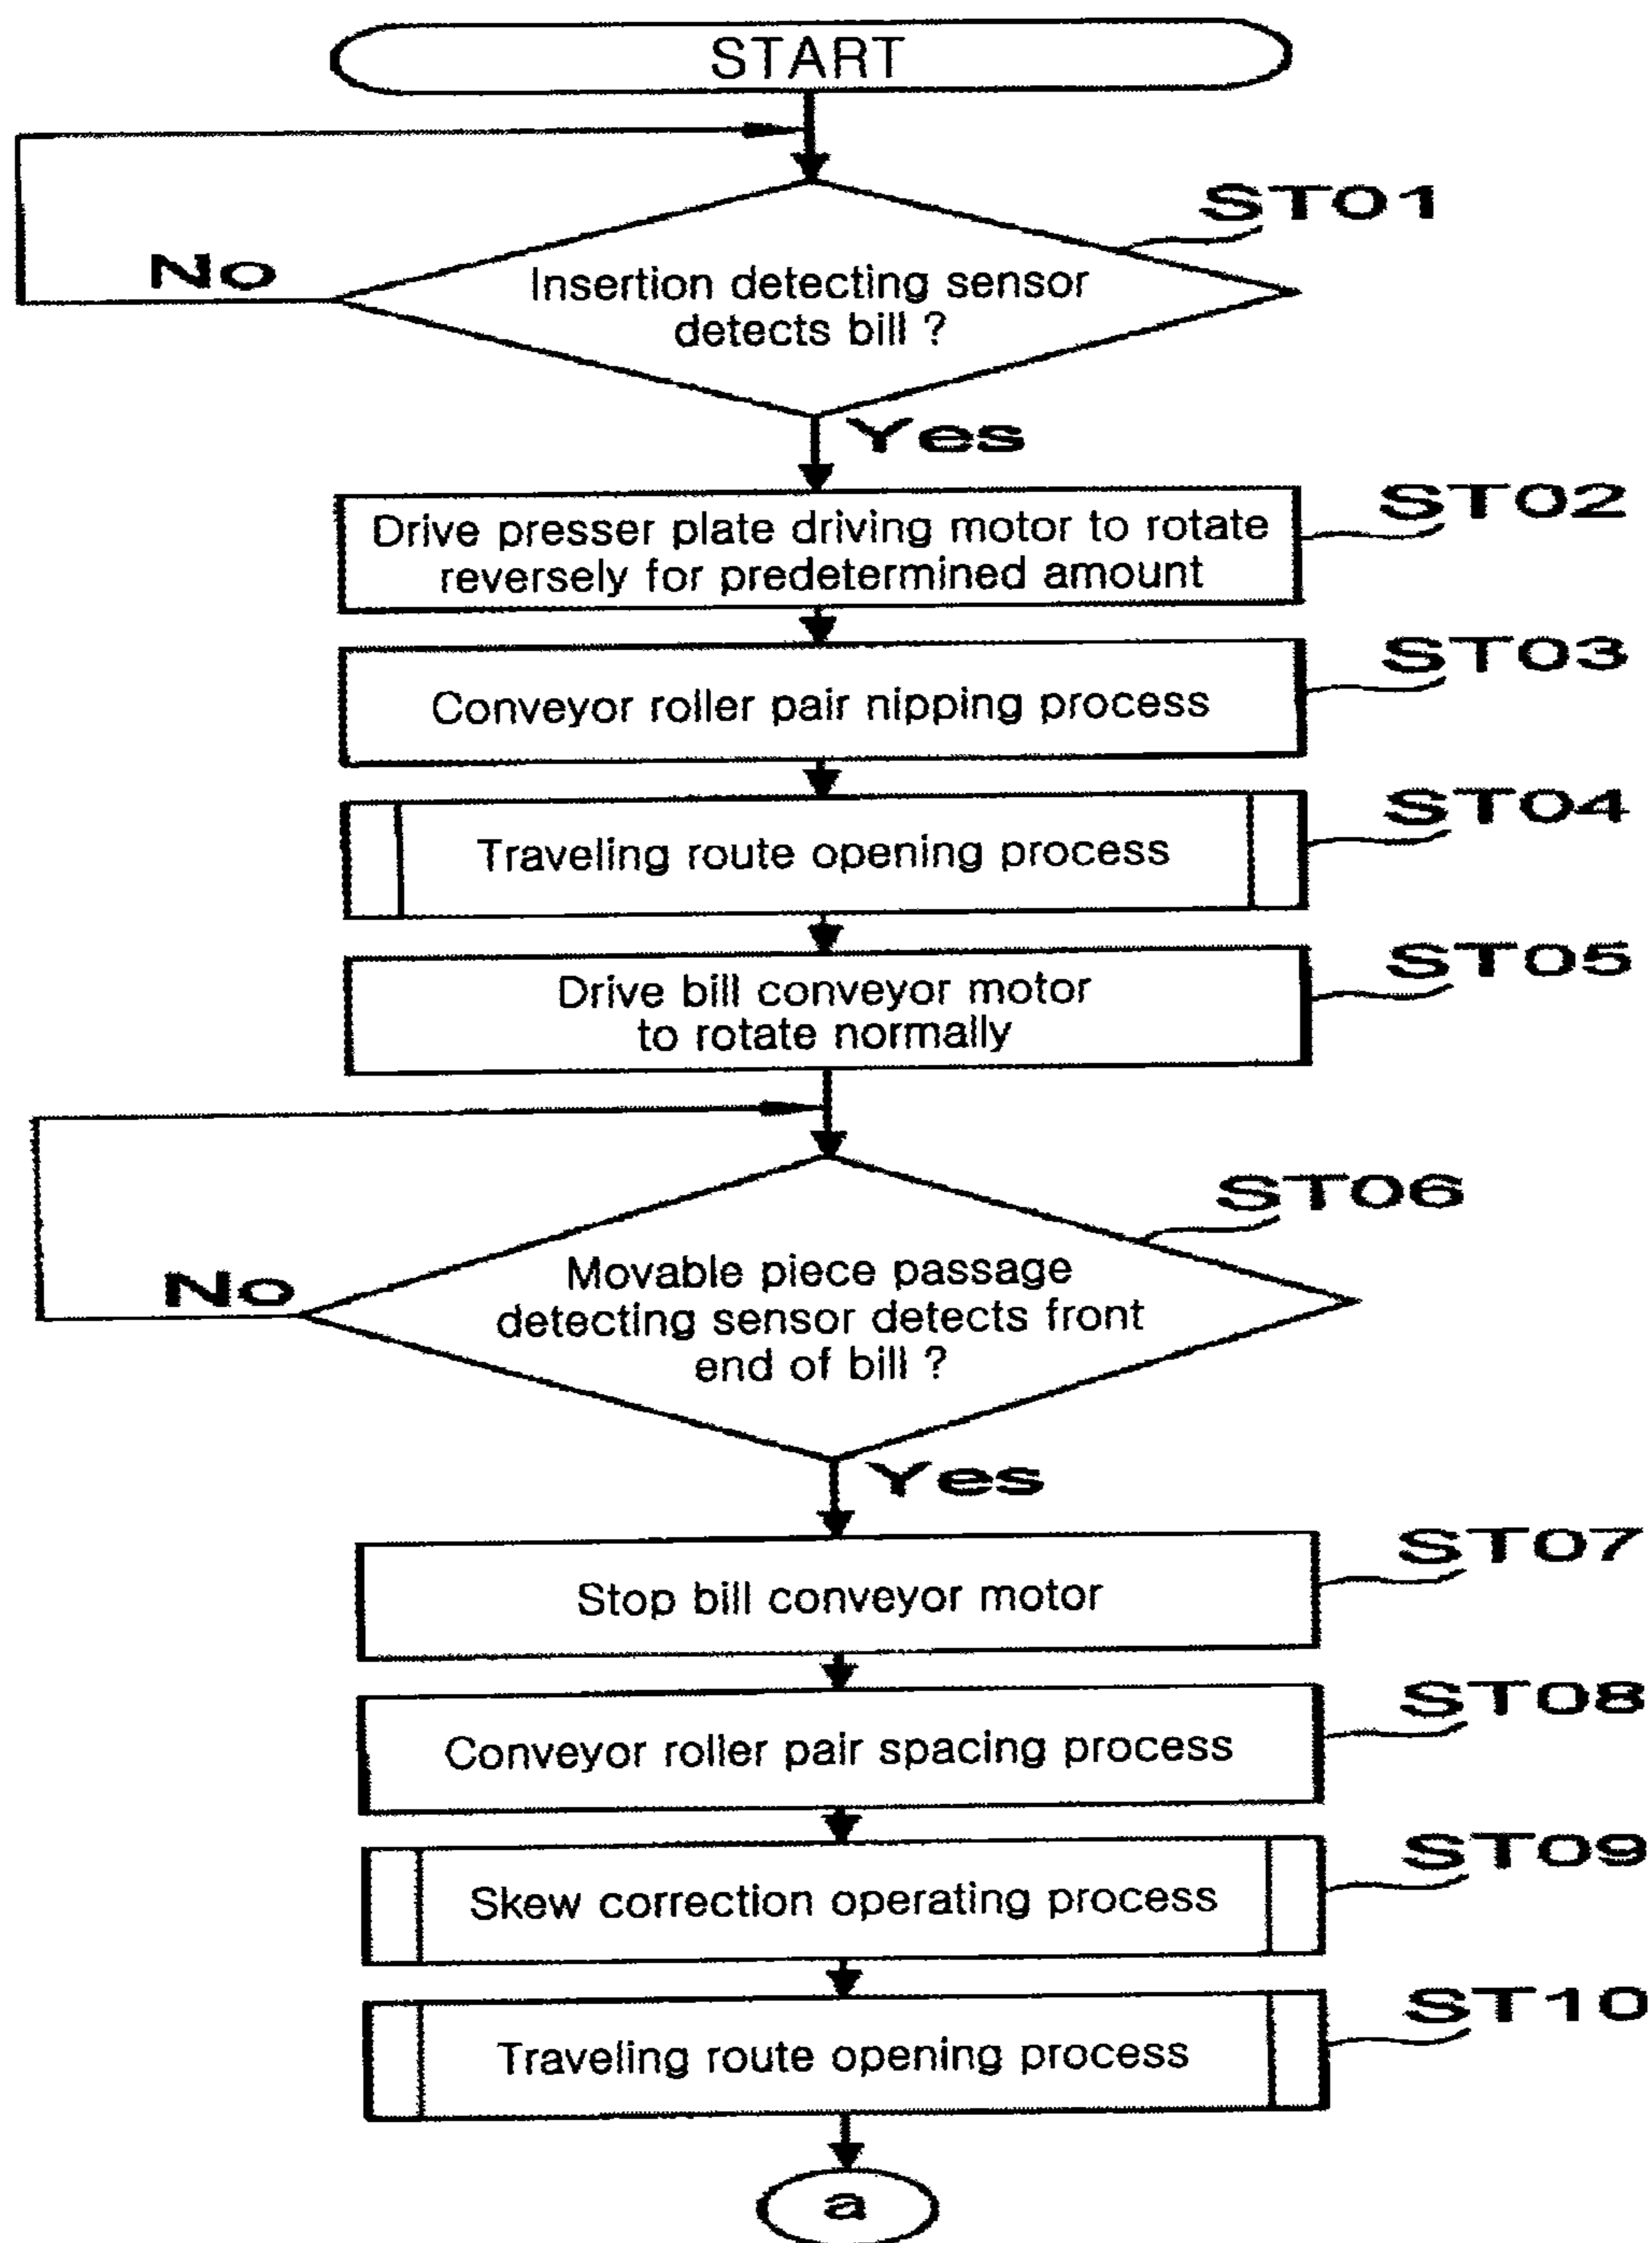 START
ST01
No
Insertion detecting sensor
detects bill ?
Yes
ST02
Drive presser plate driving motor to rotate
reversely for predetermined amount
ST03
Conveyor roller pair nipping process
ST04
Traveling route opening process
ST05
Drive bill conveyor motor
to rotate normally
ST06
No
Movable piece passage
detecting sensor detects front
end of bill ?
Yes
ST07
Stop bill conveyor motor
ST08
Conveyor roller pair spacing process
ST09
Skew correction operating process
ST10
Traveling route opening process
a